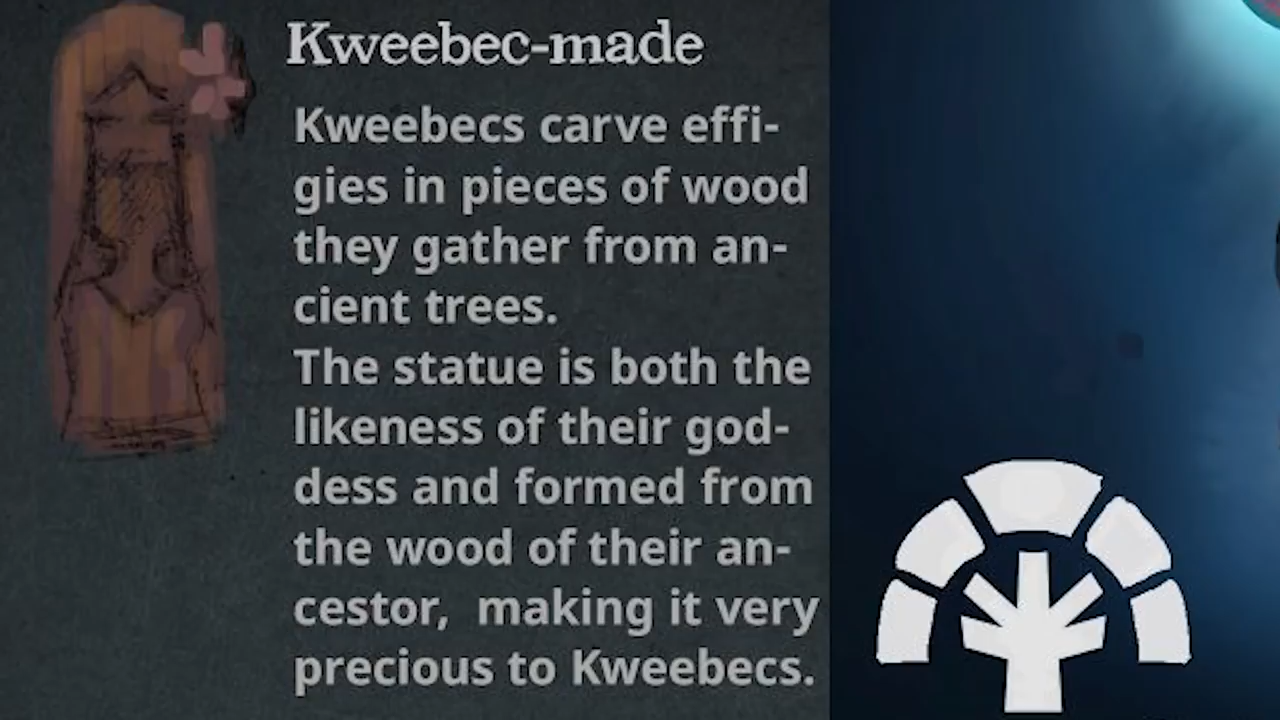 Kweebec-made
Kweebecs carve effi-
gies in pieces of wood
they gather from an-
cient trees.
The statue is both the
likeness of their god-
dess and formed from
the wood of their an-
cestor,  making it very
precious to Kweebecs.